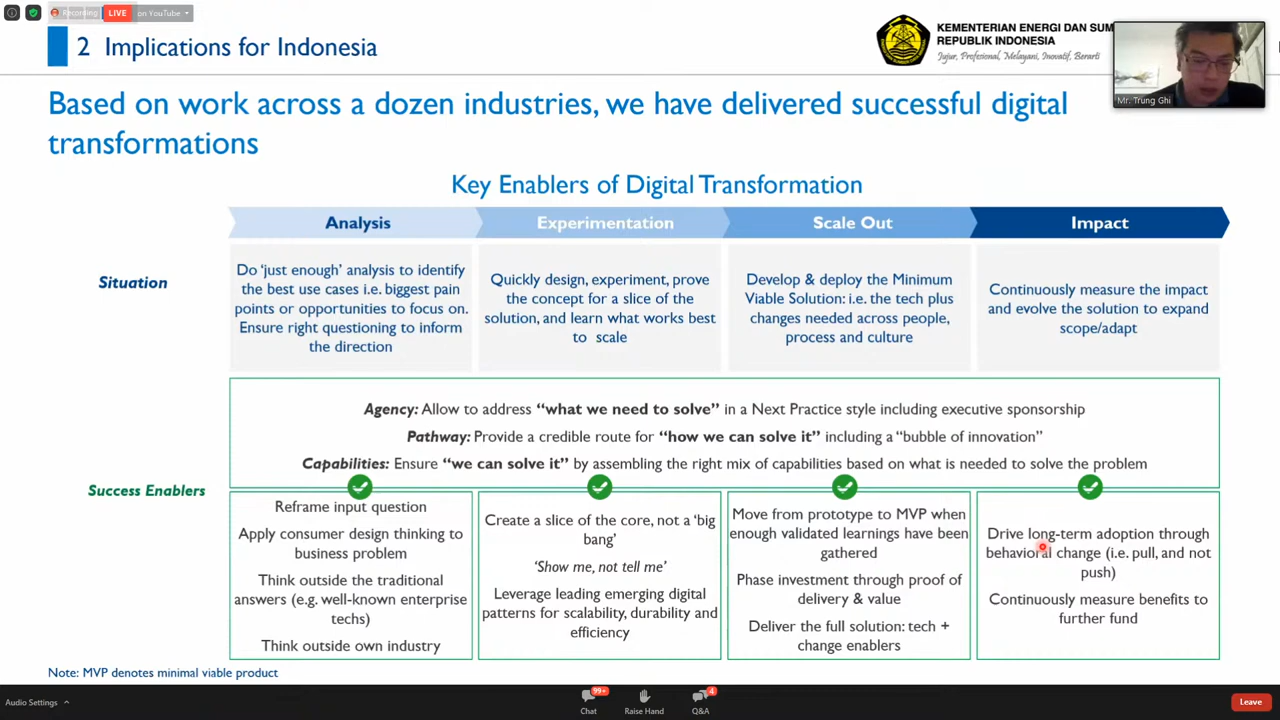 Recording
LIVE
on YouTube
2 Implications for Indonesia
KEMENTERIAN ENERGI DAN
REPUBLIK INDONESIA
Jujur, Profesional, Melayani, Inovatif, Berarti
Mr. Trung Ghi
Based on work across a dozen industries, we have delivered successful digital
transformations
Key Enablers of Digital Transformation
Analysis
Experimentation
Scale Out
Impact
Situation
Do ‘just enough’ analysis to identify
the best use cases i.e. biggest pain
points or opportunities to focus on.
Ensure right questioning to inform
the direction
Quickly design, experiment, prove
the concept for a slice of the
solution, and learn what works best
to scale
Develop & deploy the Minimum
Viable Solution: i.e. the tech plus
changes needed across people,
process and culture
Continuously measure the impact
and evolve the solution to expand
scope/adapt
Success Enablers
Agency: Allow to address “what we need to solve” in a Next Practice style including executive sponsorship
Pathway: Provide a credible route for “how we can solve it” including a “bubble of innovation”
Capabilities: Ensure “we can solve it” by assembling the right mix of capabilities based on what is needed to solve the problem
Reframe input question
Apply consumer design thinking to
business problem
Think outside the traditional
answers (e.g. well-known enterprise
techs)
Think outside own industry
Create a slice of the core, not a ‘big
bang’
‘Show me, not tell me’
Leverage leading emerging digital
patterns for scalability, durability and
efficiency
Move from prototype to MVP when
enough validated learnings have been
gathered
Phase investment through proof of
delivery & value
Deliver the full solution: tech +
change enablers
Drive long-term adoption through
behavioral change (i.e. pull, and not
push)
Continuously measure benefits to
further fund
Note: MVP denotes minimal viable product
Audio Settings
99+
Chat
Raise Hand
4
Q&A
Leave